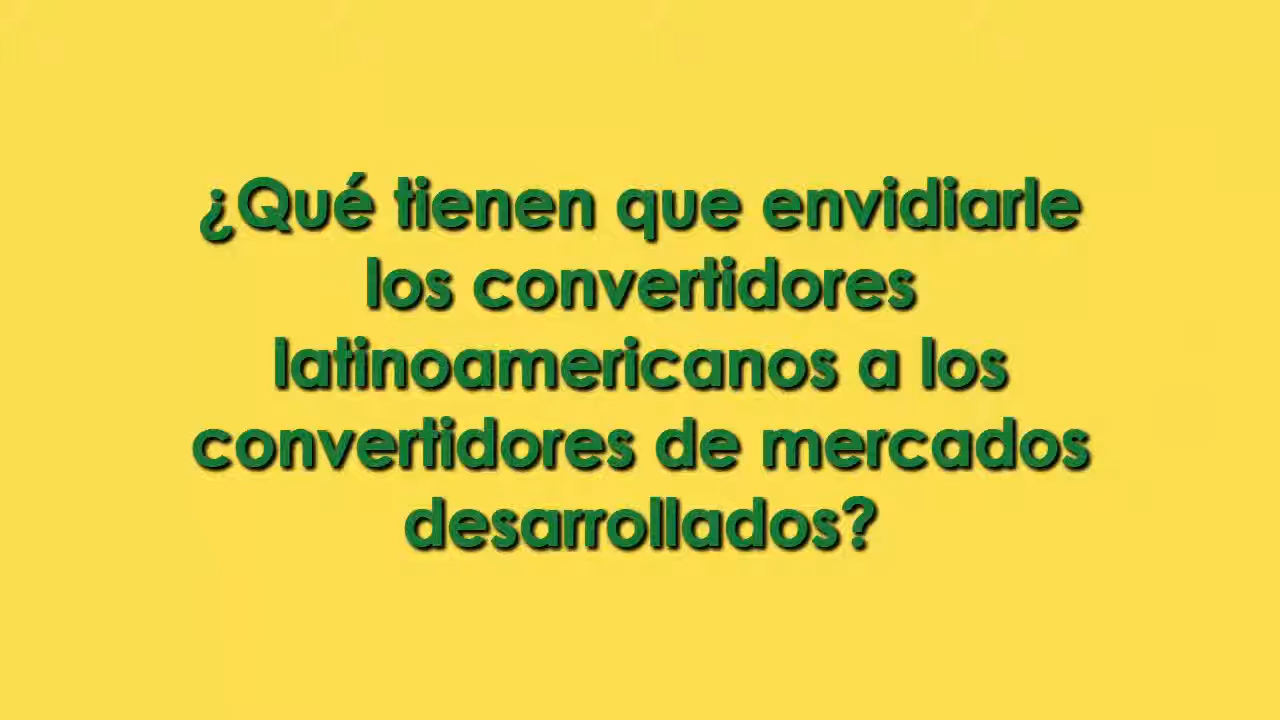 ¿Qué tienen que envidiarle
los convertidores
latinoamericanos a los
convertidores de mercados
desarrollados?